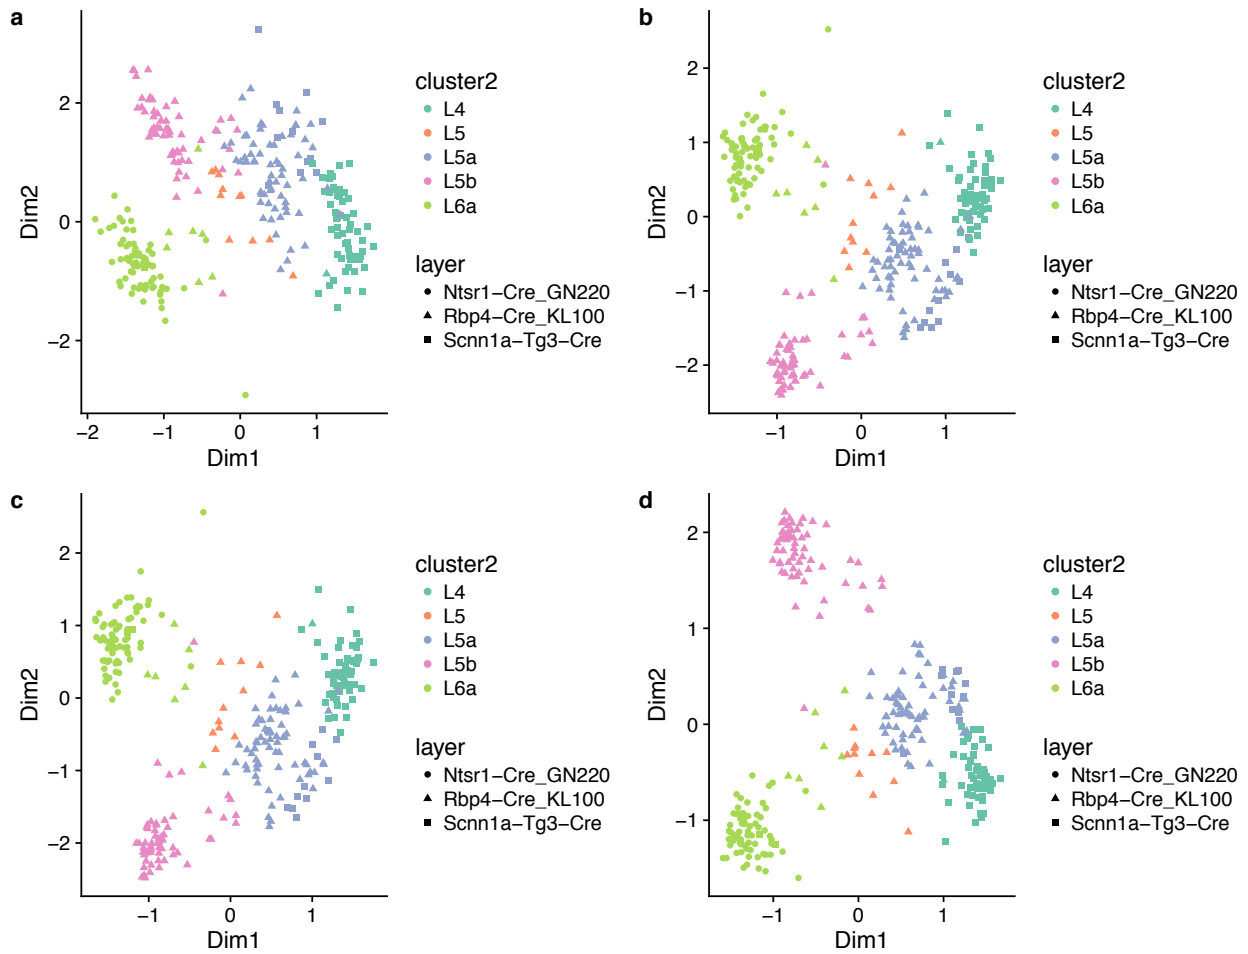 a
2
0
−2
−2
−1
0
1
Dim1
Dim2
cluster2
L4
L5
L5a
L5b
L6a
layer
Ntsr1−Cre_GN220
Rbp4−Cre_KL100
Scnn1a−Tg3−Cre
b
2
1
0
−1
−2
−1
0
1
Dim1
Dim2
cluster2
L4
L5
L5a
L5b
L6a
layer
Ntsr1−Cre_GN220
Rbp4−Cre_KL100
Scnn1a−Tg3−Cre
c
2
1
0
−1
−2
−1
0
1
Dim1
Dim2
cluster2
L4
L5
L5a
L5b
L6a
layer
Ntsr1−Cre_GN220
Rbp4−Cre_KL100
Scnn1a−Tg3−Cre
d
2
1
0
−1
−1
0
1
Dim1
Dim2
cluster2
L4
L5
L5a
L5b
L6a
layer
Ntsr1−Cre_GN220
Rbp4−Cre_KL100
Scnn1a−Tg3−Cre